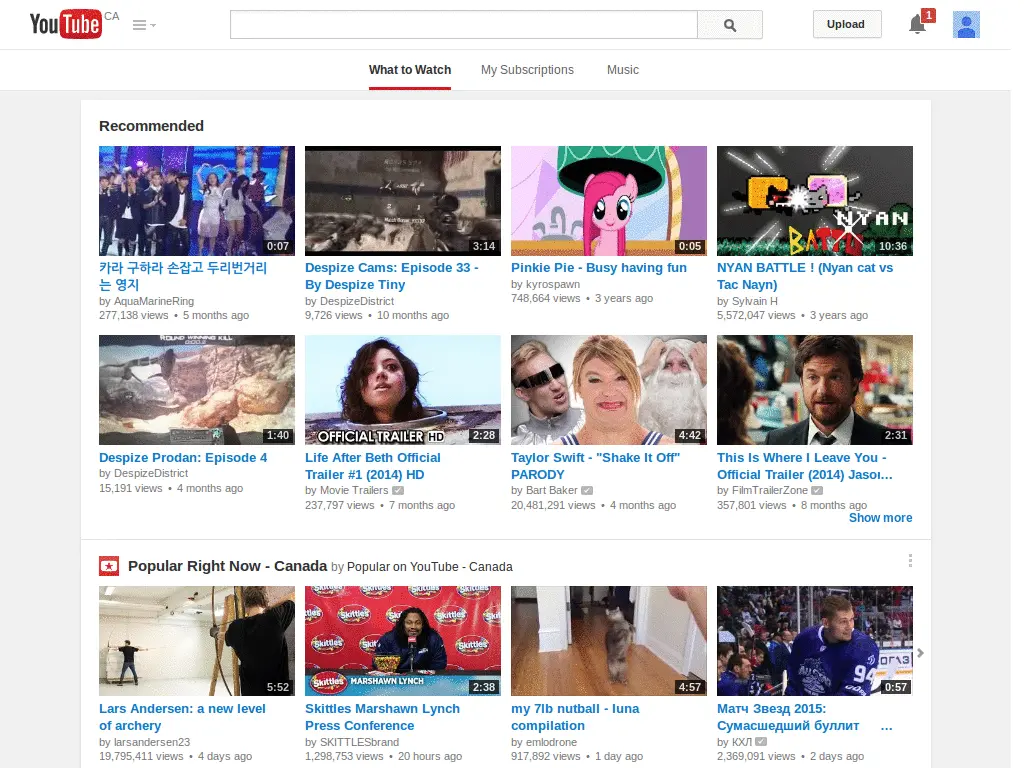 YouTube CA
Upload
1
What to Watch My Subscriptions Music
Recommended
0:07
3:14
0:05
NYAN
BATTLE
10:36
카라 구하라 손잡고 두리번거리
는 영지
by AquaMarineRing
277,138 views • 5 months ago
Despize Cams: Episode 33 -
By Despize Tiny
by DespizeDistrict
9,726 views • 10 months ago
Pinkie Pie - Busy having fun
by kyrospawn
748,664 views • 3 years ago
NYAN BATTLE ! (Nyan cat vs
Tac Nayn)
by Sylvain H
5,572,047 views • 3 years ago
ROUND WINNING KILL
1:40
OFFICIAL TRAILER HD
2:28
4:42
2:31
Despize Prodan: Episode 4
by DespizeDistrict
15,191 views • 4 months ago
Life After Beth Official
Trailer #1 (2014) HD
by Movie Trailers
237,797 views • 7 months ago
Taylor Swift - "Shake It Off"
PARODY
by Bart Baker
20,481,291 views • 4 months ago
This Is Where I Leave You -
Official Trailer (2014) Jason...
by FilmTrailerZone
357,801 views • 8 months ago
Show more
Popular Right Now - Canada by Popular on YouTube - Canada
5:52
Skittles
Skittles
Skittles
Skittles
MARSHAWN LYNCH
2:38
4:57
94
0:57
Lars Andersen: a new level
of archery
by larsandersen23
19,795,411 views • 4 days ago
Skittles Marshawn Lynch
Press Conference
by SKITTLESbrand
1,298,753 views • 20 hours ago
my 7lb nutball - luna
compilation
by emlodrone
917,892 views • 1 day ago
Матч Звезд 2015:
Сумасшедший буллит ...
by КХЛ
2,369,091 views • 2 days ago